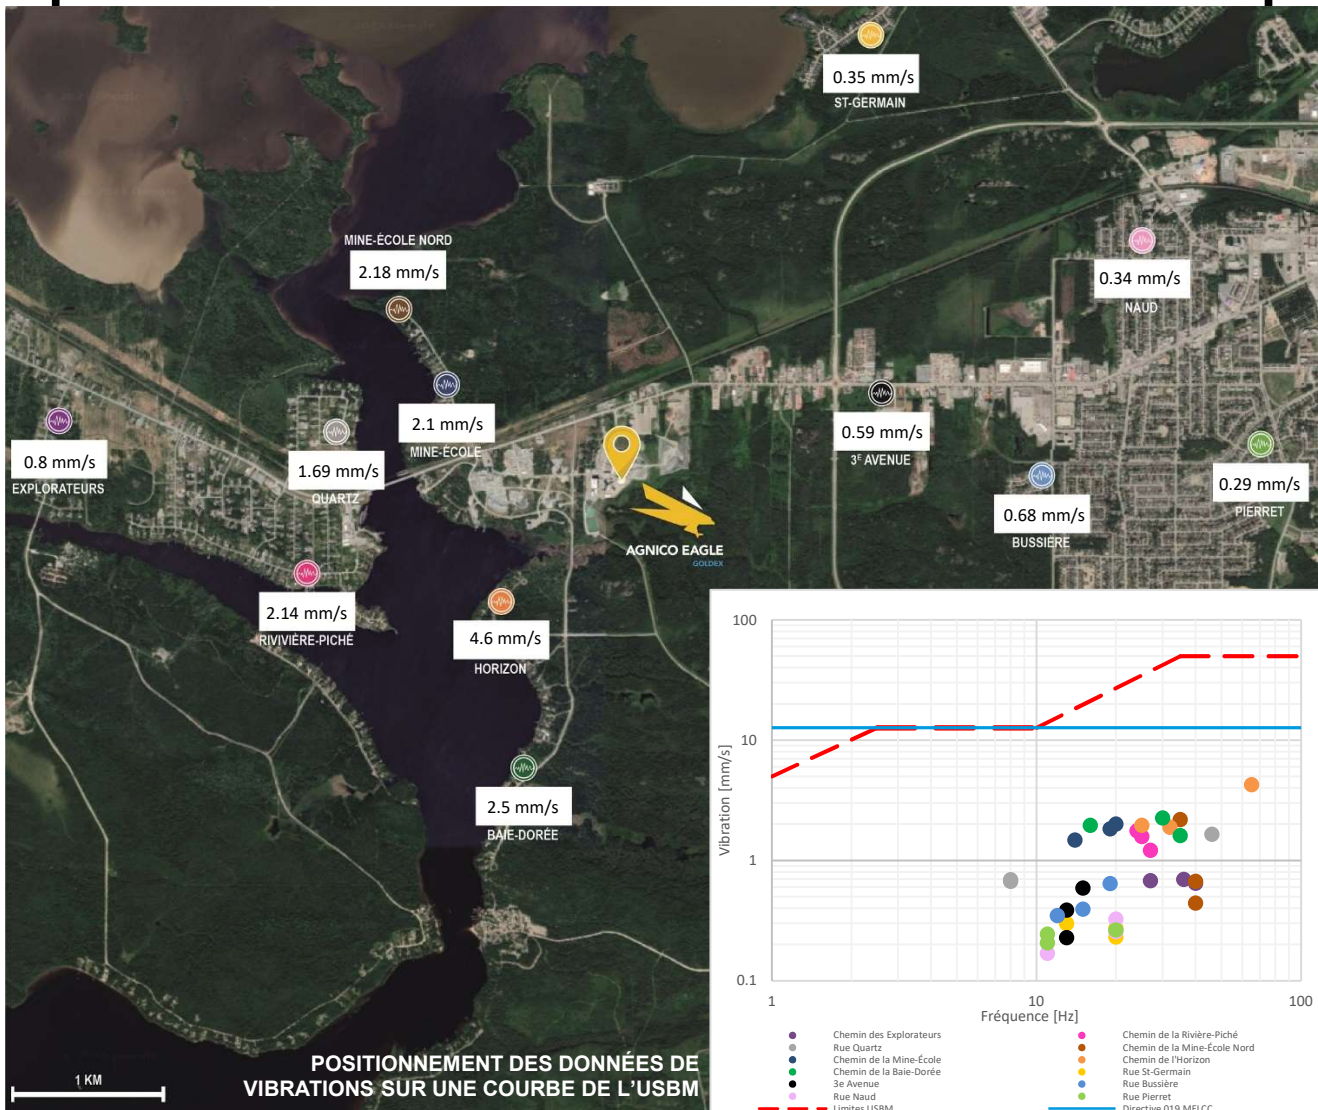 0.35 mm/s
ST-GERMAIN
MINE-ÉCOLE NORD
2.18 mm/s
0.34 mm/s
NAUD
2.1 mm/s
MINE-ÉCOLE
0.8 mm/s
EXPLORATEURS
1.69 mm/s
QUARTZ
0.59 mm/s
3E AVENUE
0.29 mm/s
PIERRET
0.68 mm/s
BUSSIÈRE
AGNICO EAGLE
GOLDEX
2.14 mm/s
RIVIVIÈRE-PICHÉ
4.6 mm/s
HORIZON
2.5 mm/s
BAIE-DORÉE
100
10
1
0.1
Vibration [mm/s]
1
10
100
Fréquence [Hz]
Chemin des Explorateurs
Chemin de la Rivière-Piché
Rue Quartz
Chemin de la Mine-École Nord
Chemin de la Mine-École
Chemin de l'Horizon
Chemin de la Baie-Dorée
Rue St-Germain
3e Avenue
Rue Bussière
Rue Naud
Rue Pierret
Limites USBM
Directive 019 MELCC
POSITIONNEMENT DES DONNÉES DE
VIBRATIONS SUR UNE COURBE DE L'USBM
1 KM